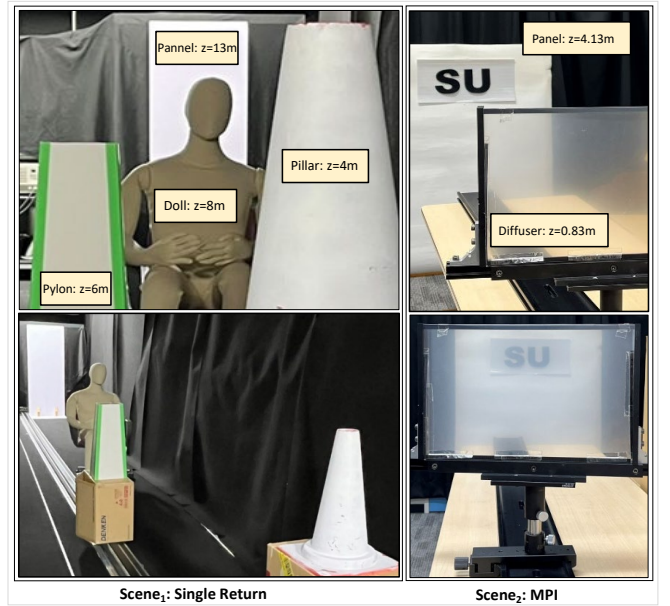 Pannel: z=13m
Pillar: z=4m
Doll: z=8m
Pylon: z=6m
Panel: z=4.13m
SU
Diffuser: z=0.83m
DENKEN
SU
Scene₁: Single Return
Scene₂: MPI